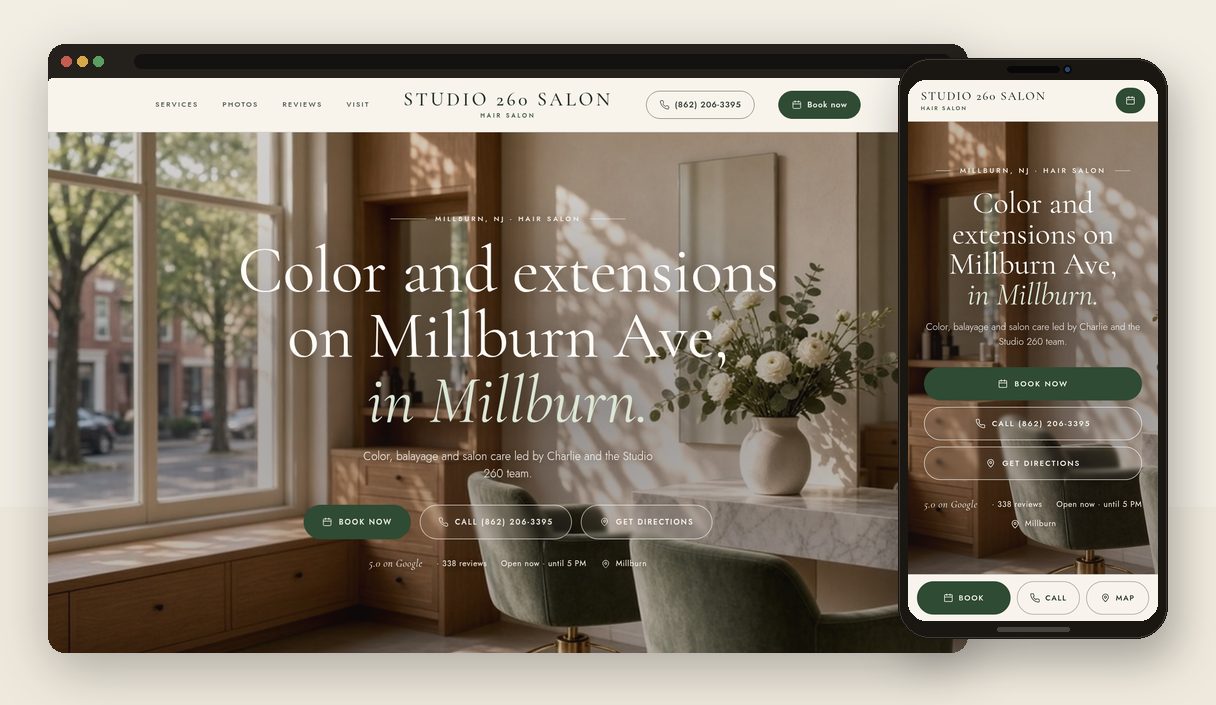 SERVICES PHOTOS REVIEWS VISIT
STUDIO 260 SALON
HAIR SALON
(862) 206-3395
Book now
MILLBURN, NJ · HAIR SALON
Color and extensions
on Millburn Ave,
in Millburn.
Color, balayage and salon care led by Charlie and the Studio
260 team.
BOOK NOW CALL (862) 206-3395 GET DIRECTIONS
5.0 on Google · 338 reviews Open now · until 5 PM Millburn
STUDIO 260 SALON
HAIR SALON
MILLBURN, NJ · HAIR SALON
Color and
extensions on
Millburn Ave,
in Millburn.
Color, balayage and salon care led by Charlie and the
Studio 260 team.
BOOK NOW
CALL (862) 206-3395
GET DIRECTIONS
5.0 on Google · 338 reviews Open now · until 5 PM
Millburn
BOOK CALL MAP